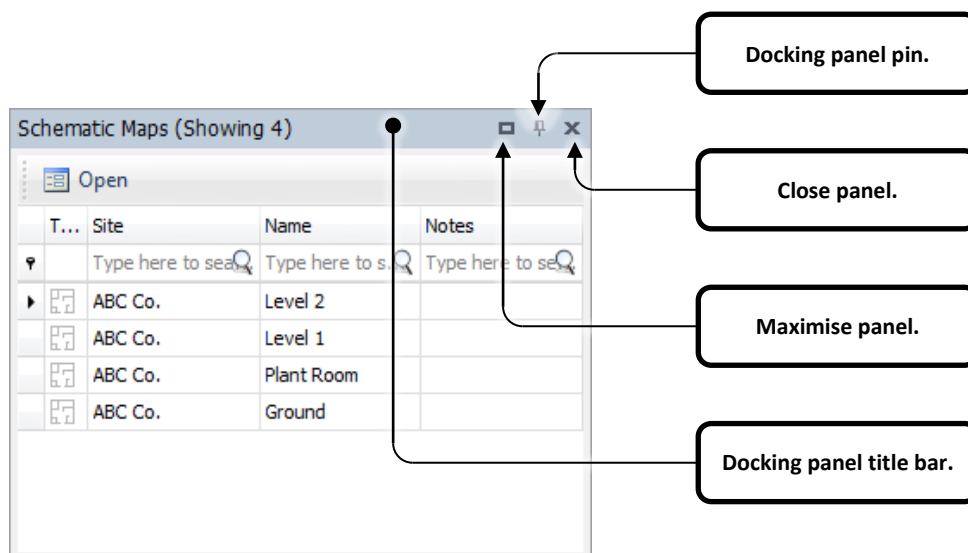 Docking panel pin.
Schematic Maps (Showing 4)
Open
Close panel.
T... Site Name Notes
Type here to sea Type here to s. Type here to se
ABC Co. Level 2
ABC Co. Level 1
Maximise panel.
ABC Co. Plant Room
ABC Co. Ground
Docking panel title bar.